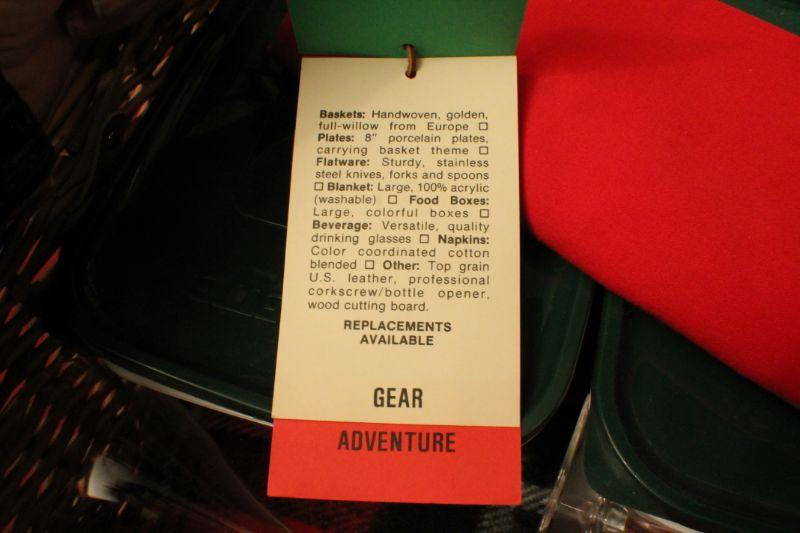 Baskets: Handwoven, golden,
full-willow from Europe □
Plates: 8" porcelain plates,
carrying basket theme □
Flatware: Sturdy, stainless
steel knives, forks and spoons
□ Blanket: Large, 100% acrylic
(washable) □ Food Boxes:
Large, colorful boxes □
Beverage: Versatile, quality
drinking glasses □ Napkins:
Color coordinated cotton
blended □ Other: Top grain
U.S. leather, professional
corkscrew/bottle opener,
wood cutting board.
REPLACEMENTS
AVAILABLE
GEAR
ADVENTURE